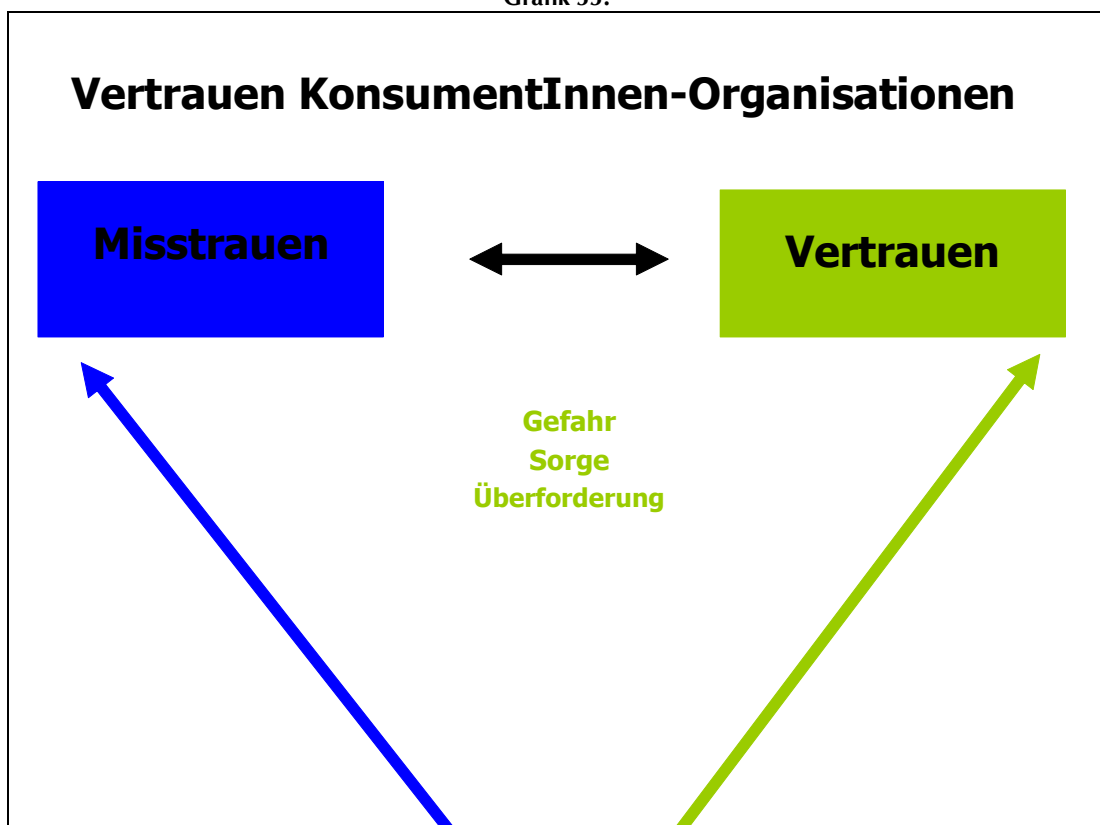 Vertrauen KonsumentInnen-Organisationen
Misstrauen
Vertrauen
Gefahr
Sorge
Überforderung